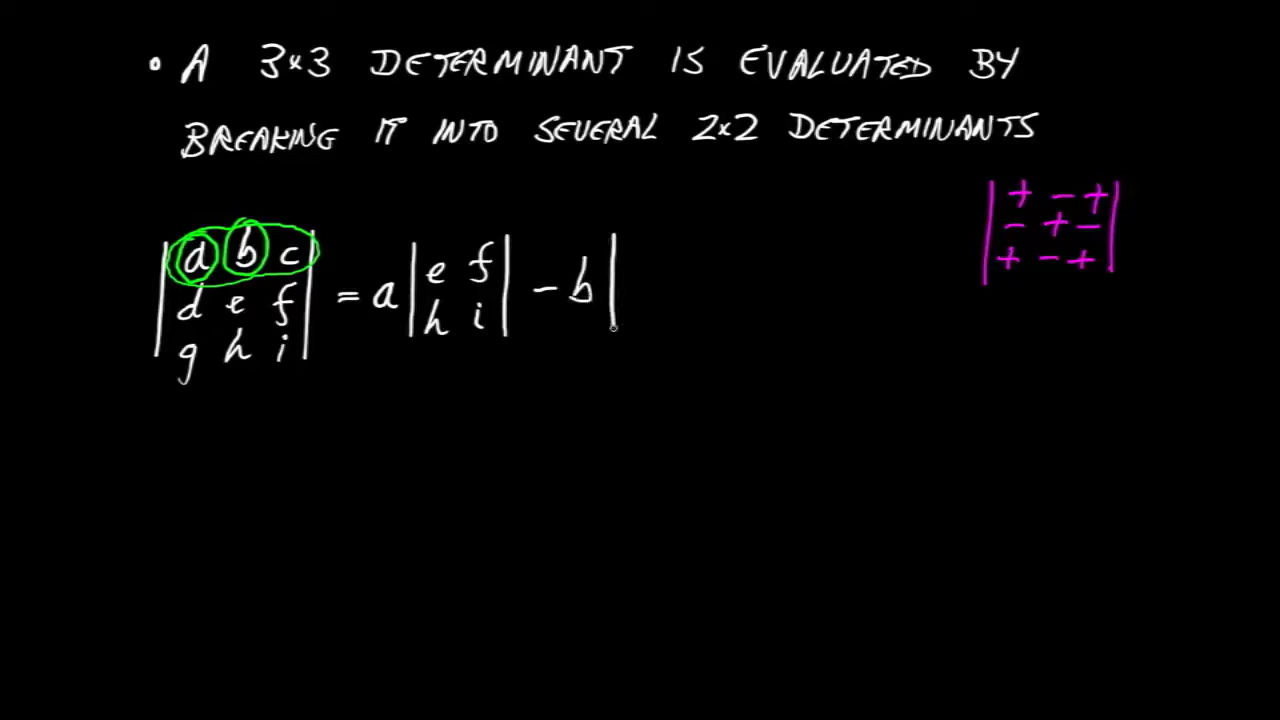 • A 3×3 DETERMINANT IS EVALUATED BY
BREAKING IT INTO SEVERAL 2×2 DETERMINANTS
| + - + |
| - + - |
| + - + |
| a b c |
| d e f |
| g h i |
= a | e f | - b |
| h i |